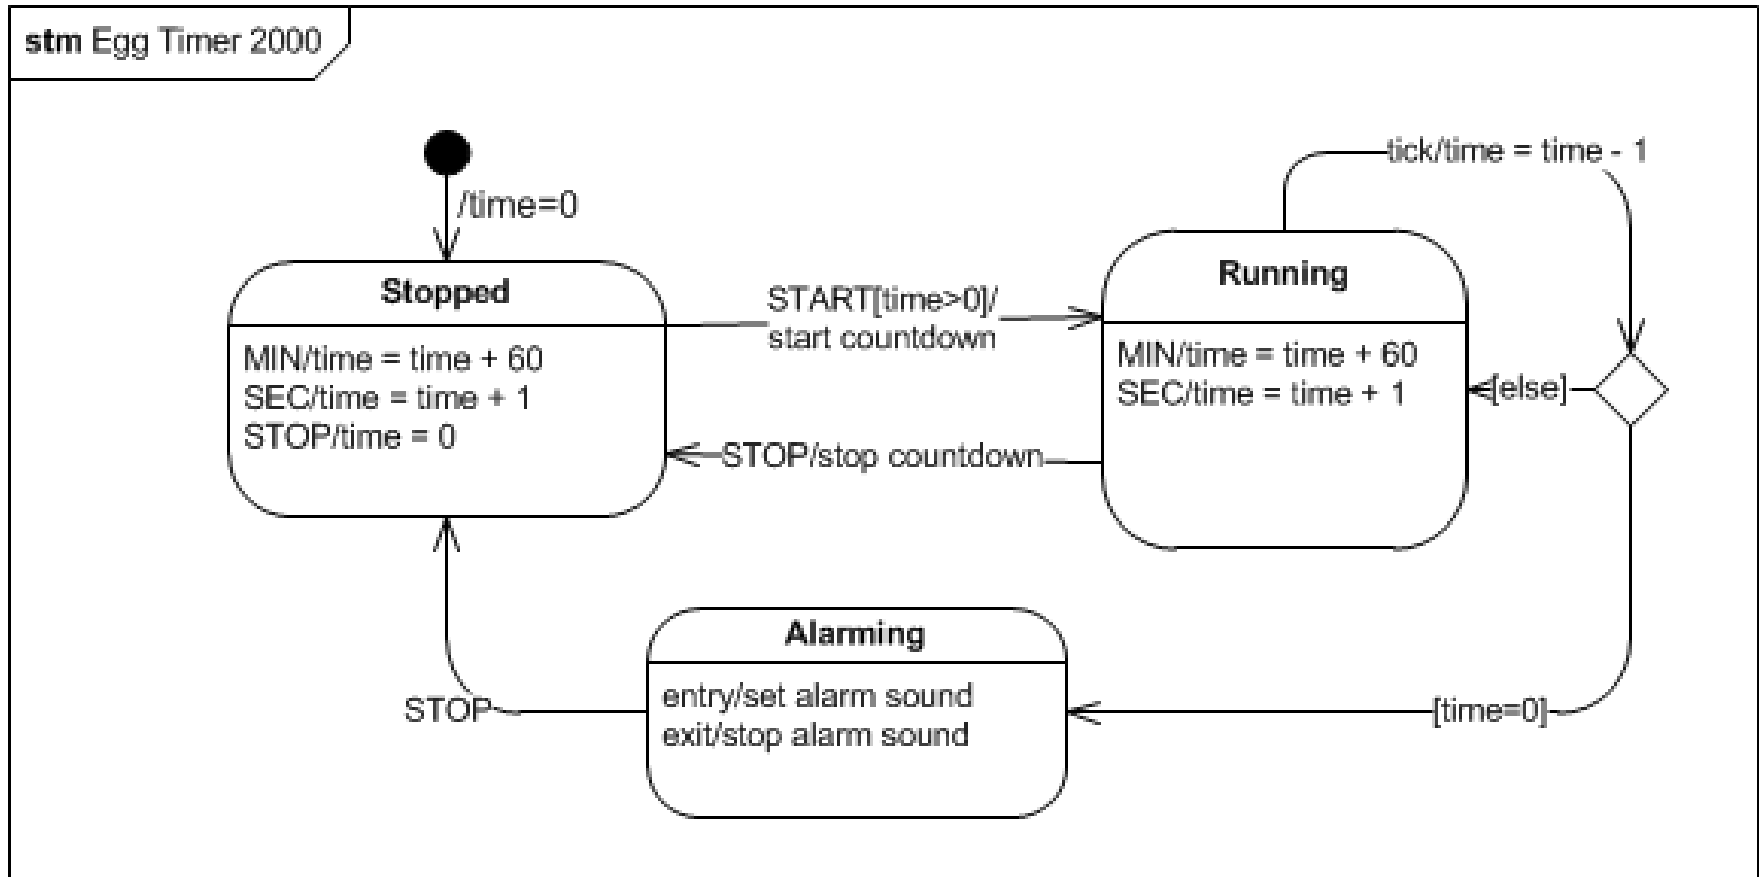 stm Egg Timer 2000
/time=0
tick/time = time - 1
Stopped
MIN/time = time + 60
SEC/time = time + 1
STOP/time = 0
START[time>0]/
start countdown
STOP/stop countdown
Running
MIN/time = time + 60
SEC/time = time + 1
[else]
Alarming
entry/set alarm sound
exit/stop alarm sound
STOP
[time=0]